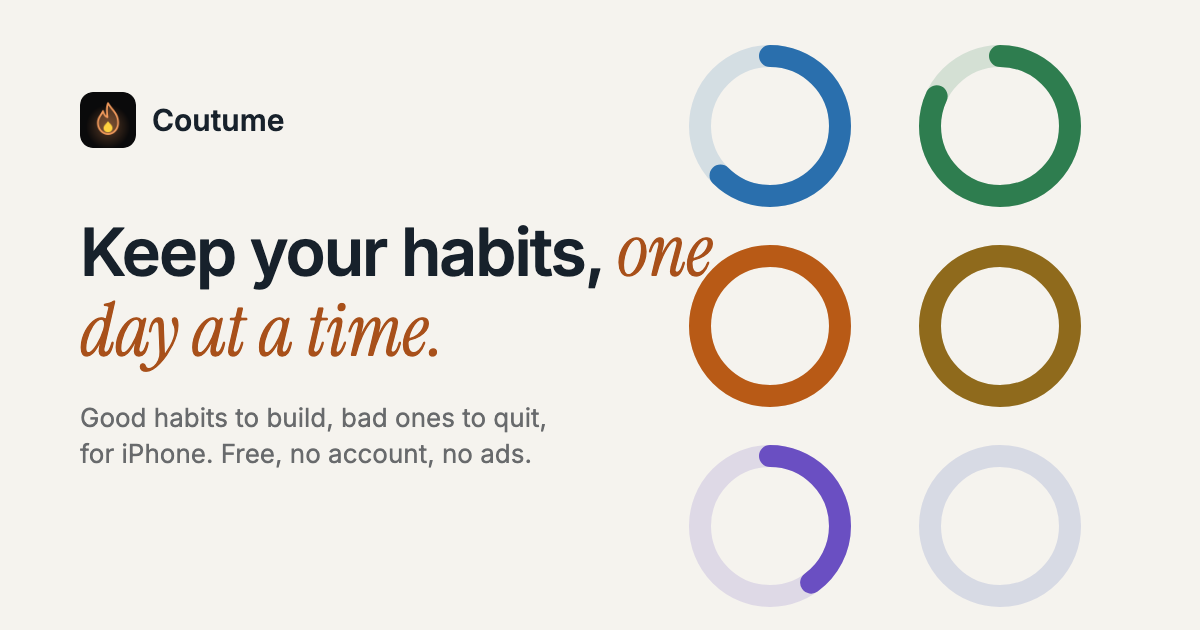 Coutume
Keep your habits, one
day at a time.
Good habits to build, bad ones to quit,
for iPhone. Free, no account, no ads.